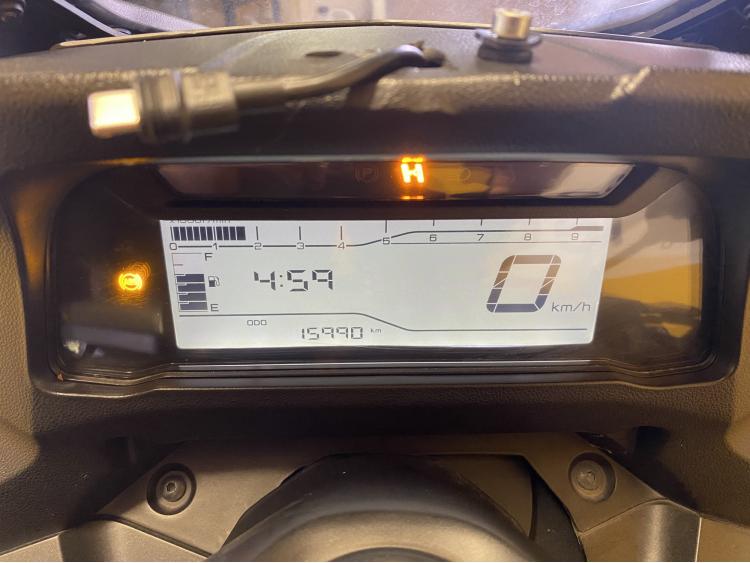 H
x1000r/min
0 1 2 3 4 5 6 7 8 9
F
4:59
0
km/h
E
ODO
15990 km